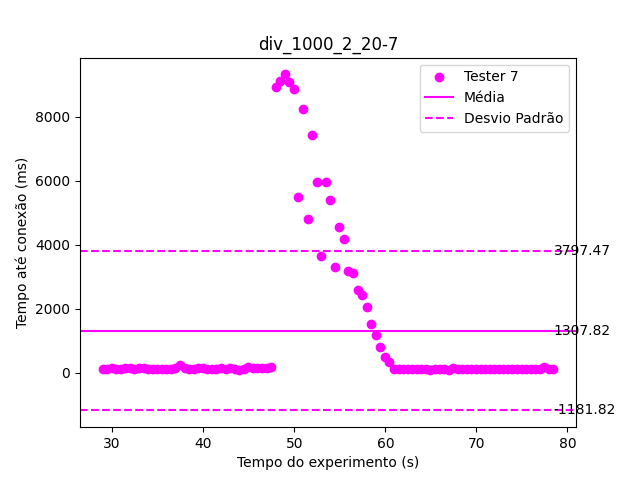 div_1000_2_20-7
Tester 7
Média
Desvio Padrão
8000
6000
4000
2000
0
3797.47
1307.82
-1181.82
30
40
50
60
70
80
Tempo até conexão (ms)
Tempo do experimento (s)